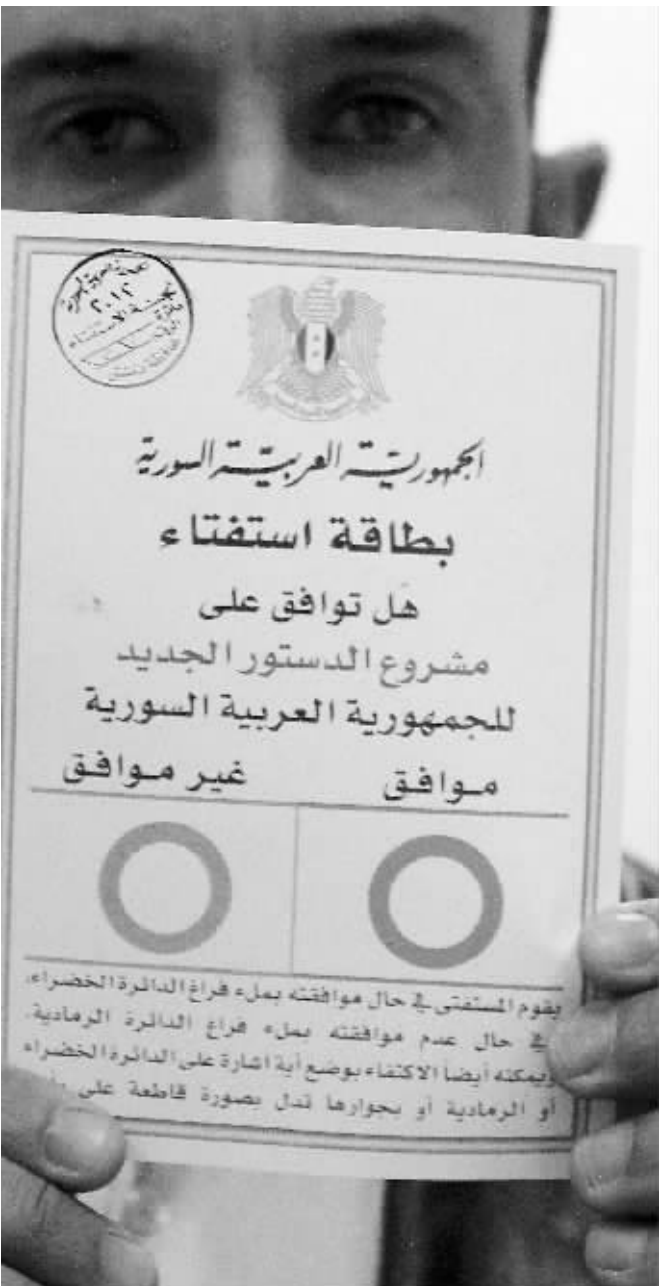 ٢٠١٢
الجمهورية العربية السورية
بطاقة استفتاء
هل توافق على
مشروع الدستور الجديد
للجمهورية العربية السورية
موافق غير موافق
يقوم المستفتى في حال موافقته بملء فراغ الدائرة الخضراء،
في حال عدم موافقته بملء فراغ الدائرة الرمادية.
ويمكنه أيضا الاكتفاء بوضع أية اشارة على الدائرة الخضراء
أو الرمادية أو بجوارها تدل بصورة قاطعة على